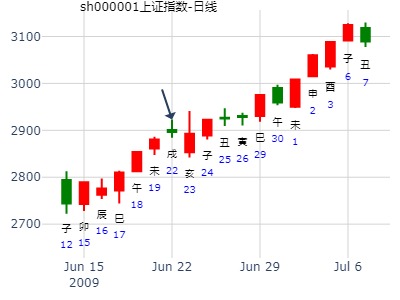 sh000001上证指数-日线
3100
3000
2900
2800
2700
子
12
卯
15
辰
16
巳
17
午
18
未
19
戌
22
亥
23
子
24
丑
25
寅
26
巳
29
午
30
未
1
申
2
酉
3
子
6
丑
7
Jun 15
2009
Jun 22
Jun 29
Jul 6